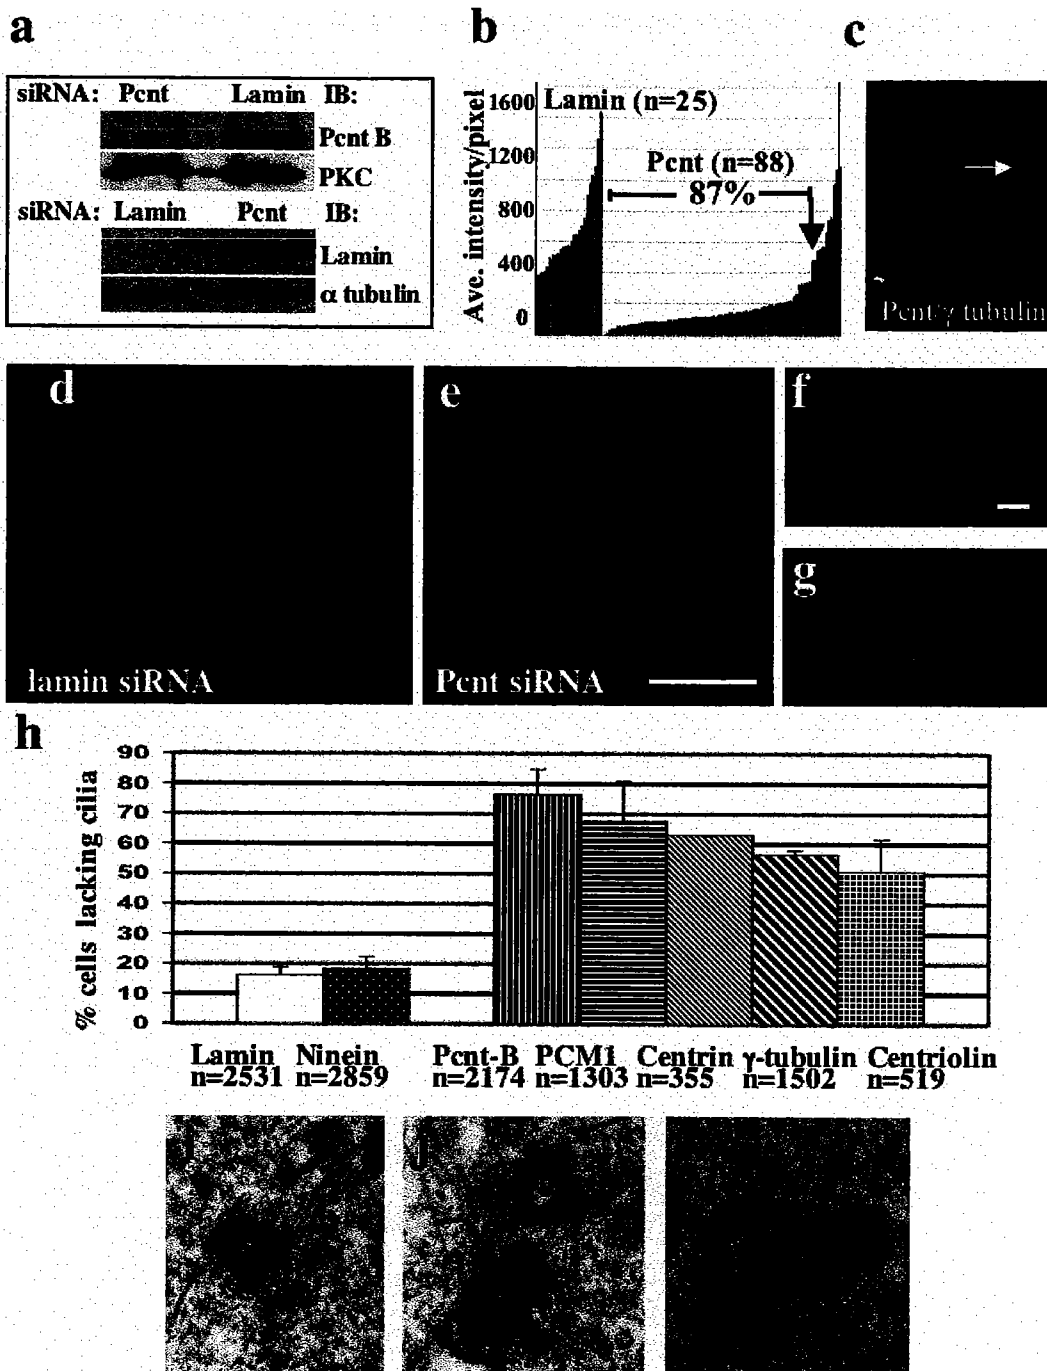 a
b
c
siRNA: Pcnt Lamin IB:
Pcnt B
PKC
siRNA: Lamin Pcnt IB:
Lamin
α tubulin
Ave. intensity/pixel
1600
1200
800
400
0
Lamin (n=25)
Pcnt (n=88)
87%
Pcnt/γ tubulin
d
lamin siRNA
e
Pcnt siRNA
f
g
h
% cells lacking cilia
90
80
70
60
50
40
30
20
10
0
Lamin Ninein Pcnt-B PCM1 Centrin γ-tubulin Centriolin
n=2531 n=2859 n=2174 n=1303 n=355 n=1502 n=519
i
j